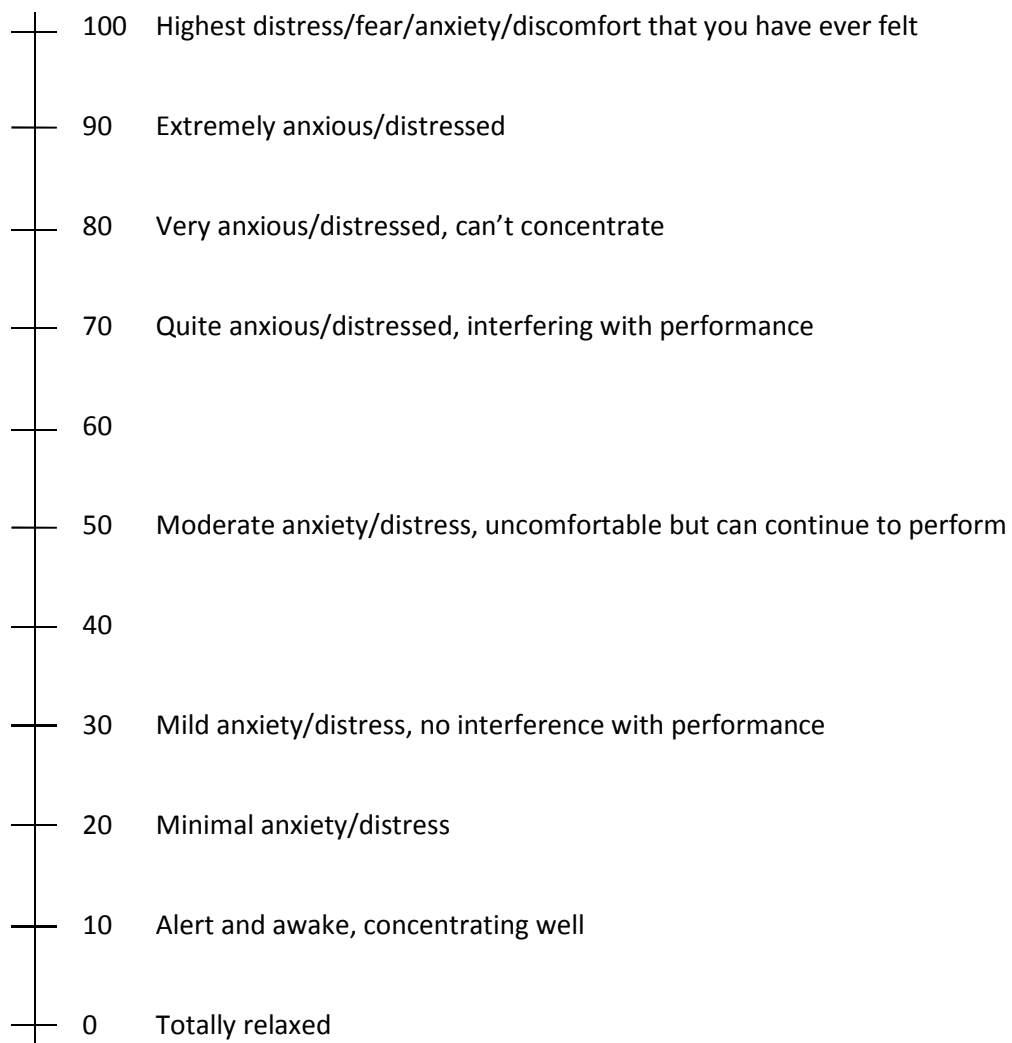 100 Highest distress/fear/anxiety/discomfort that you have ever felt
90 Extremely anxious/distressed
80 Very anxious/distressed, can’t concentrate
70 Quite anxious/distressed, interfering with performance
60
50 Moderate anxiety/distress, uncomfortable but can continue to perform
40
30 Mild anxiety/distress, no interference with performance
20 Minimal anxiety/distress
10 Alert and awake, concentrating well
0 Totally relaxed